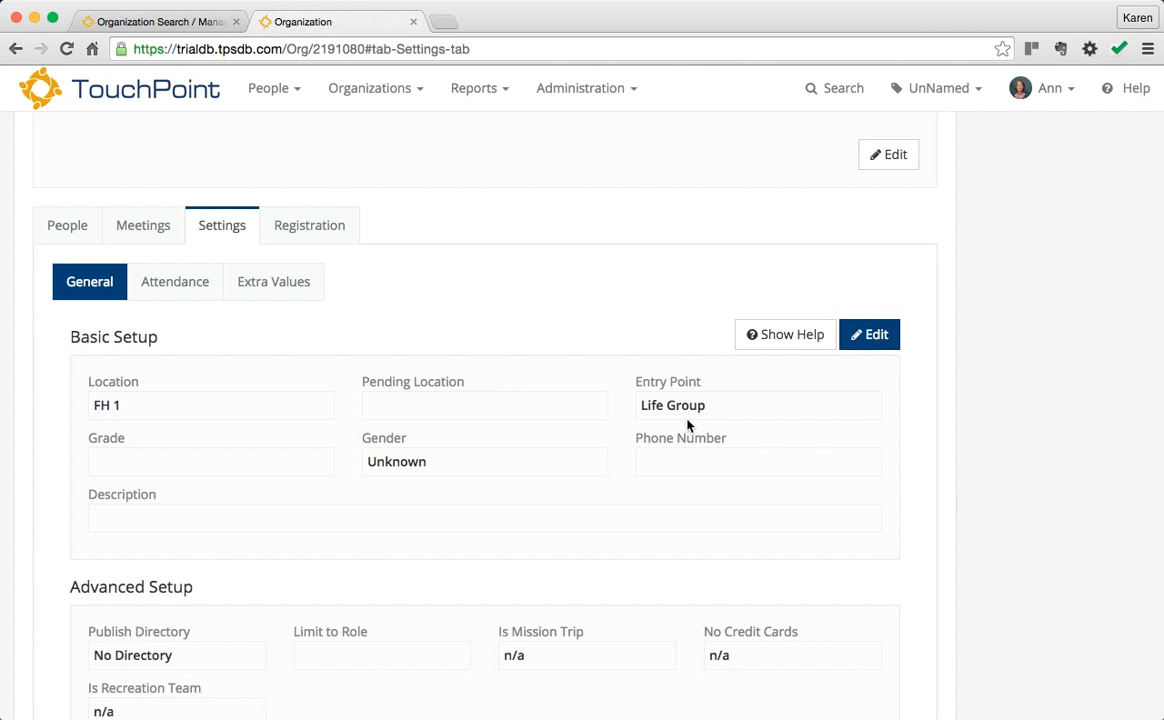 Organization Search / Mana
Organization
Karen
https://trialdb.tpsdb.com/Org/2191080#tab-Settings-tab
TouchPoint People Organizations Reports Administration Search UnNamed Ann Help
Edit
People Meetings Settings Registration
General Attendance Extra Values
Basic Setup Show Help Edit
Location Pending Location Entry Point
FH 1 Life Group
Grade Gender Phone Number
Unknown
Description
Advanced Setup
Publish Directory Limit to Role Is Mission Trip No Credit Cards
No Directory n/a n/a
Is Recreation Team
n/a